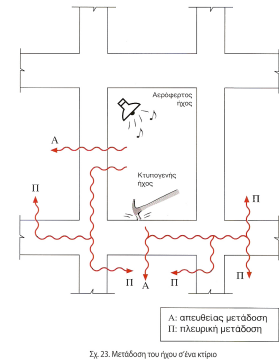 Αερόφερτος
ήχος
Α
Κτυπογενής
ήχος
Π
Π
Π
Α
Π
Π
Α: απευθείας μετάδοση
Π: πλευρική μετάδοση
Σχ. 23. Μετάδοση του ήχου σ'ένα κτίριο